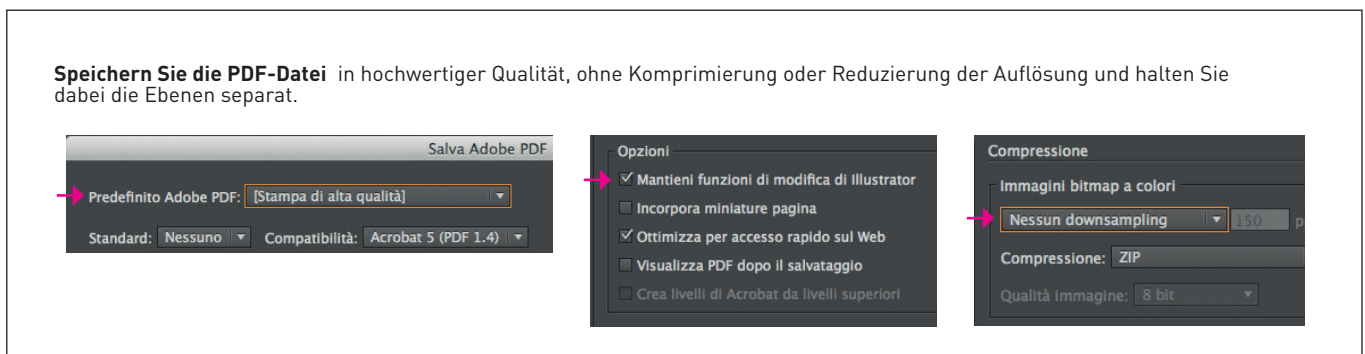 Speichern Sie die PDF-Datei in hochwertiger Qualität, ohne Komprimierung oder Reduzierung der Auflösung und halten Sie
dabei die Ebenen separat.
Salva Adobe PDF
Predefinito Adobe PDF: [Stampa di alta qualità]
Standard: Nessuno Compatibilità: Acrobat 5 (PDF 1.4)
Opzioni
Mantieni funzioni di modifica di Illustrator
Incorpora miniature pagina
Ottimizza per accesso rapido sul Web
Visualizza PDF dopo il salvataggio
Crea livelli di Acrobat da livelli superiori
Compressione
Immagini bitmap a colori
Nessun downsampling 150
Compressione: ZIP
Qualità immagine: 8 bit